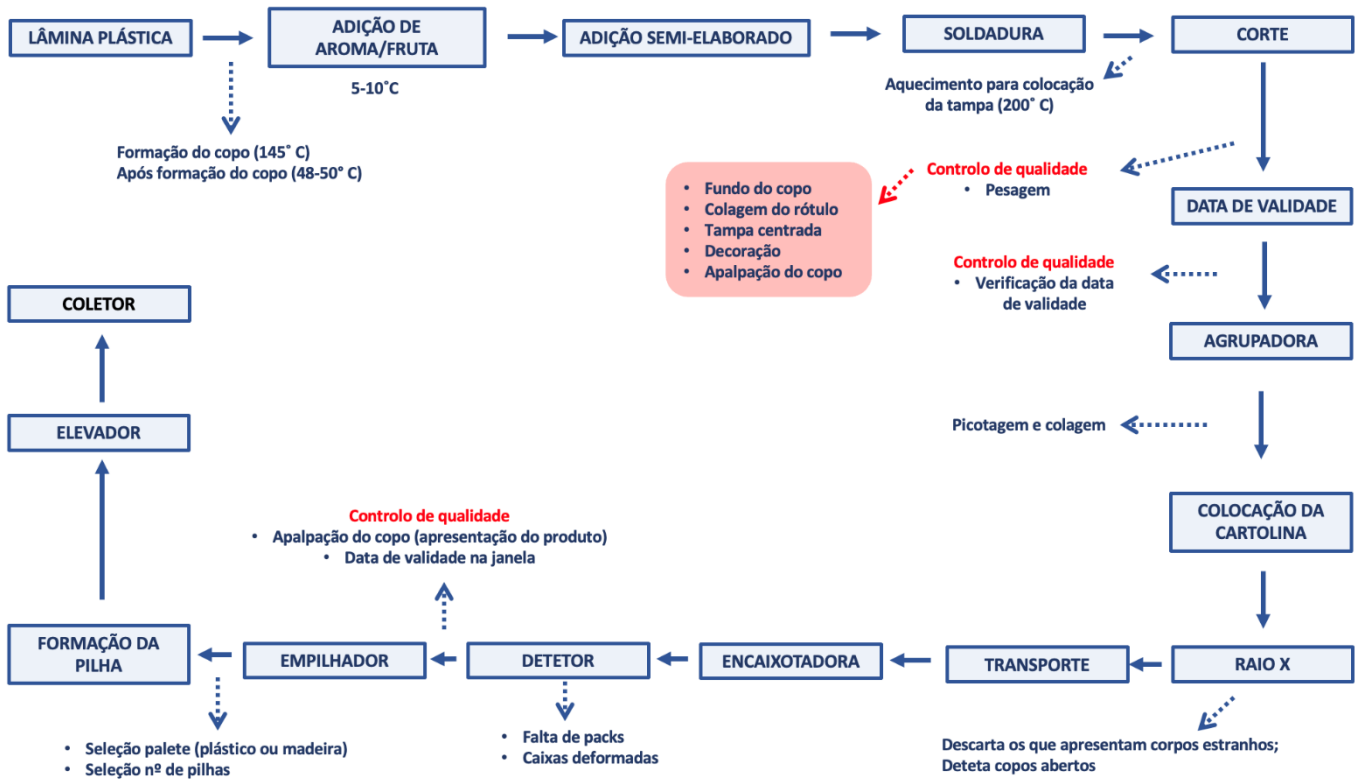 LÂMINA PLÁSTICA
ADIÇÃO DE
AROMA/FRUTA
ADIÇÃO SEMI-ELABORADO
SOLDADURA
CORTE
5-10˚C
Aquecimento para colocação
da tampa (200˚ C)
Formação do copo (145˚ C)
Após formação do copo (48-50° C)
Controlo de qualidade
• Pesagem
• Fundo do copo
• Colagem do rótulo
• Tampa centrada
• Decoração
• Apalpação do copo
DATA DE VALIDADE
Controlo de qualidade
• Verificação da data
de validade
AGRUPADORA
Picotagem e colagem
COLOCAÇÃO DA
CARTOLINA
RAIO X
Descarta os que apresentam corpos estranhos;
Deteta copos abertos
TRANSPORTE
ENCAIXOTADORA
DETETOR
• Falta de packs
• Caixas deformadas
Controlo de qualidade
• Apalpação do copo (apresentação do produto)
• Data de validade na janela
EMPILHADOR
FORMAÇÃO DA
PILHA
• Seleção palete (plástico ou madeira)
• Seleção nº de pilhas
ELEVADOR
COLETOR